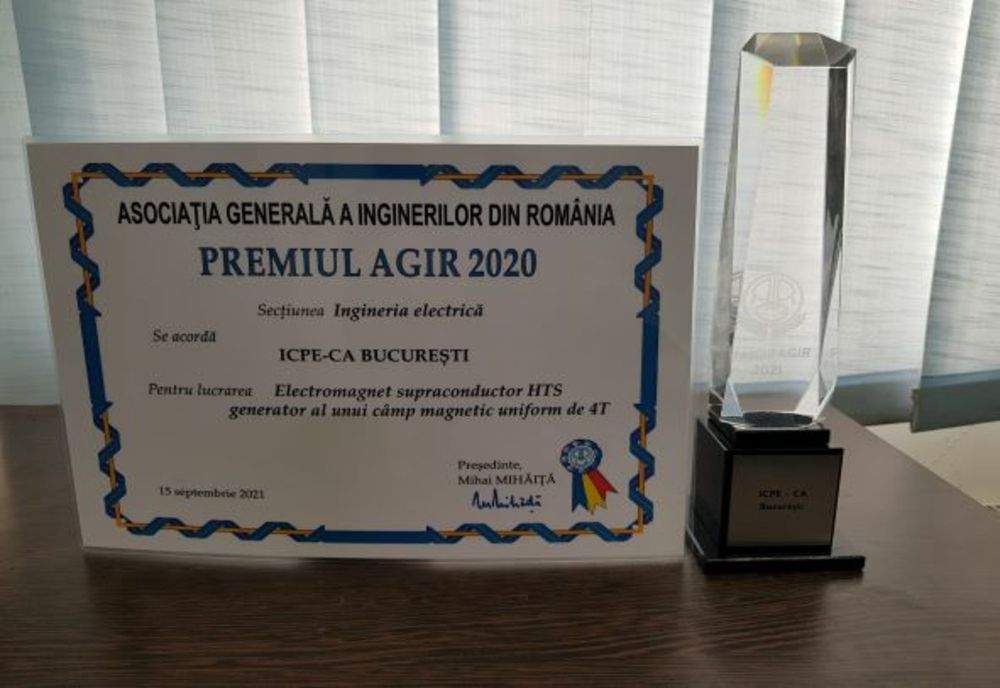 ASOCIAŢIA GENERALĂ A INGINERILOR DIN ROMÂNIA
PREMIUL AGIR 2020
Secţiunea Ingineria electrică
Se acordă
ICPE-CA BUCUREŞTI
Pentru lucrarea Electromagnet supraconductor HTS
generator al unui câmp magnetic uniform de 4T
Preşedinte,
Mihai MIHĂIŢĂ
15 septembrie 2021
AGIR
2021
ICPE - CA
Bucureşti